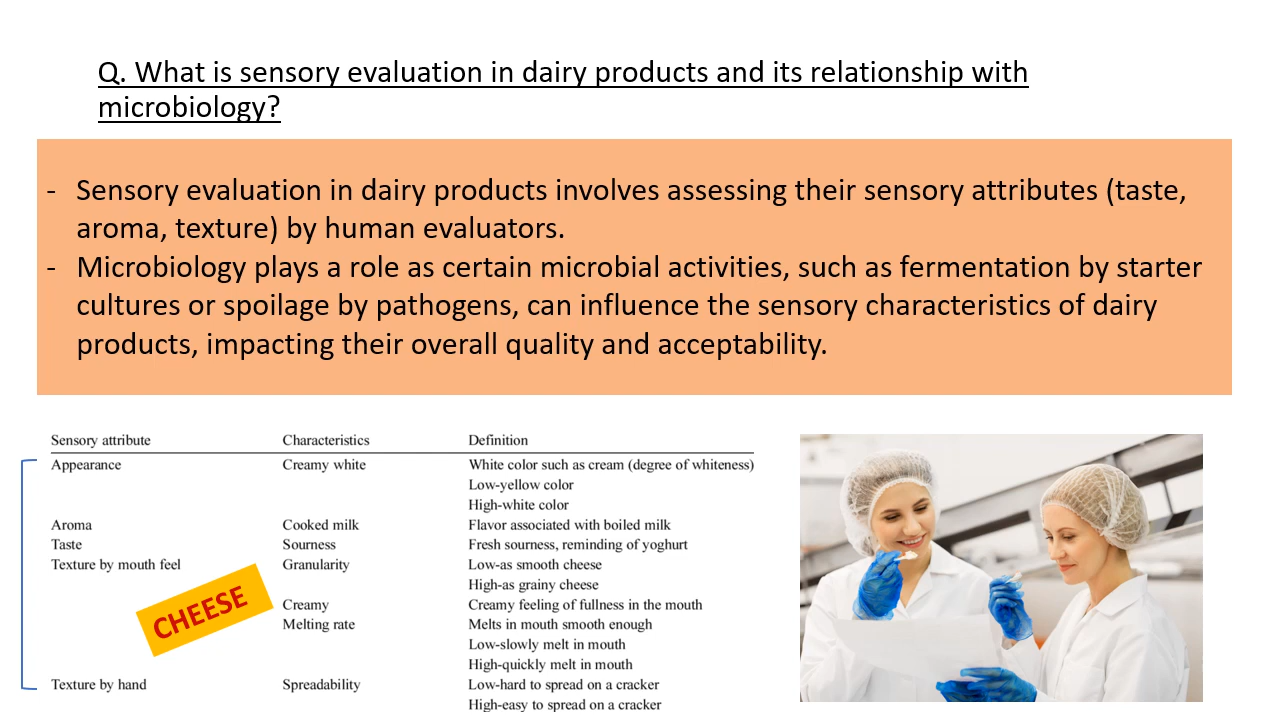 Q. What is sensory evaluation in dairy products and its relationship with
microbiology?
- Sensory evaluation in dairy products involves assessing their sensory attributes (taste,
aroma, texture) by human evaluators.
- Microbiology plays a role as certain microbial activities, such as fermentation by starter
cultures or spoilage by pathogens, can influence the sensory characteristics of dairy
products, impacting their overall quality and acceptability.
Sensory attribute Characteristics Definition
Appearance Creamy white White color such as cream (degree of whiteness)
Low-yellow color
High-white color
Aroma Cooked milk Flavor associated with boiled milk
Taste Sourness Fresh sourness, reminding of yoghurt
Texture by mouth feel Granularity Low-as smooth cheese
High-as grainy cheese
Creamy Creamy feeling of fullness in the mouth
Melting rate Melts in mouth smooth enough
Low-slowly melt in mouth
High-quickly melt in mouth
Texture by hand Spreadability Low-hard to spread on a cracker
High-easy to spread on a cracker
CHEESE